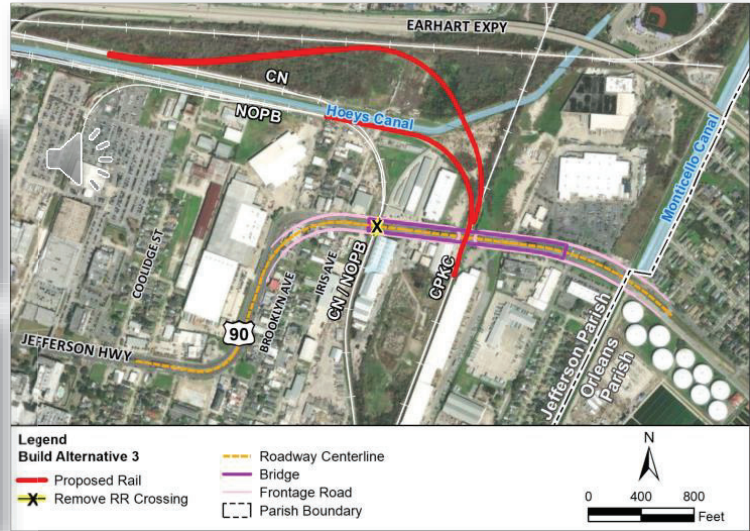 EARHART EXPY
CN
NOPB
Hoeys Canal
Monticello Canal
COOLIDGE ST
BROOKLYN AVE
IRIS AVE
CN / NOPB
X
CPKC
90
JEFFERSON HWY
Jefferson Parish
Orleans
Parish
Legend
Build Alternative 3
Proposed Rail
X Remove RR Crossing
Roadway Centerline
Bridge
Frontage Road
Parish Boundary
N
0 400 800
Feet